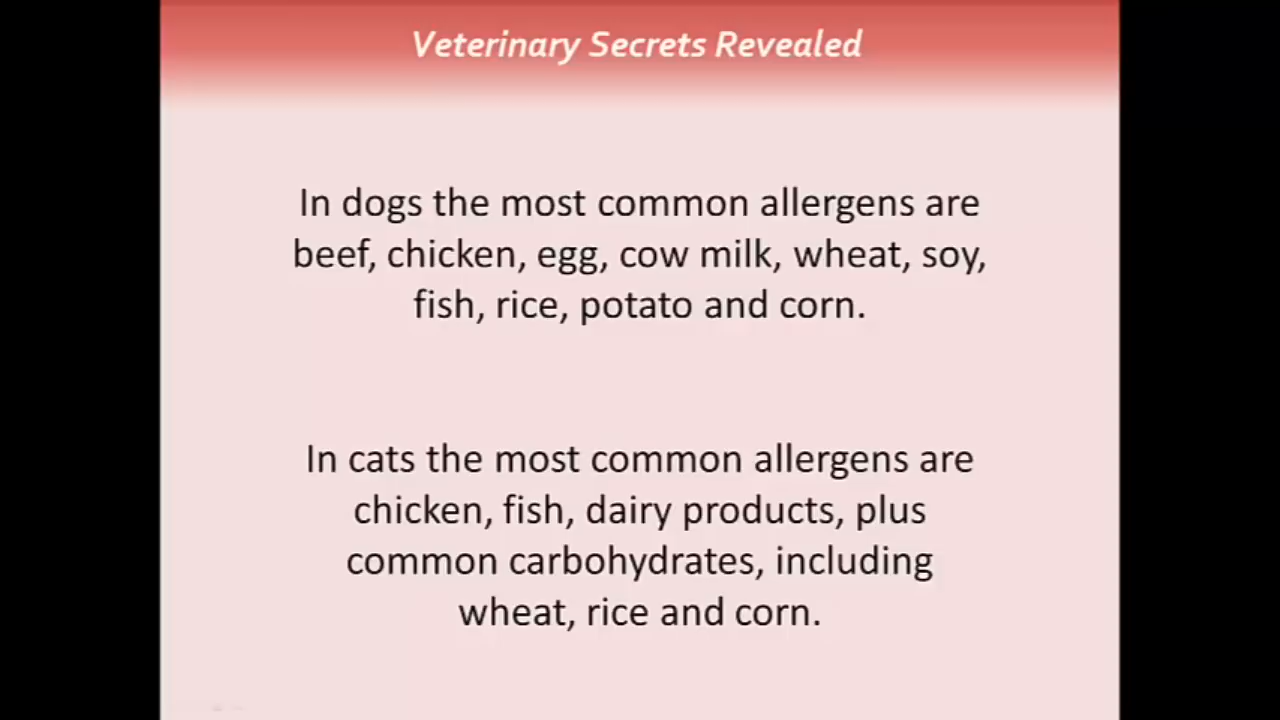 Veterinary Secrets Revealed
In dogs the most common allergens are
beef, chicken, egg, cow milk, wheat, soy,
fish, rice, potato and corn.
In cats the most common allergens are
chicken, fish, dairy products, plus
common carbohydrates, including
wheat, rice and corn.